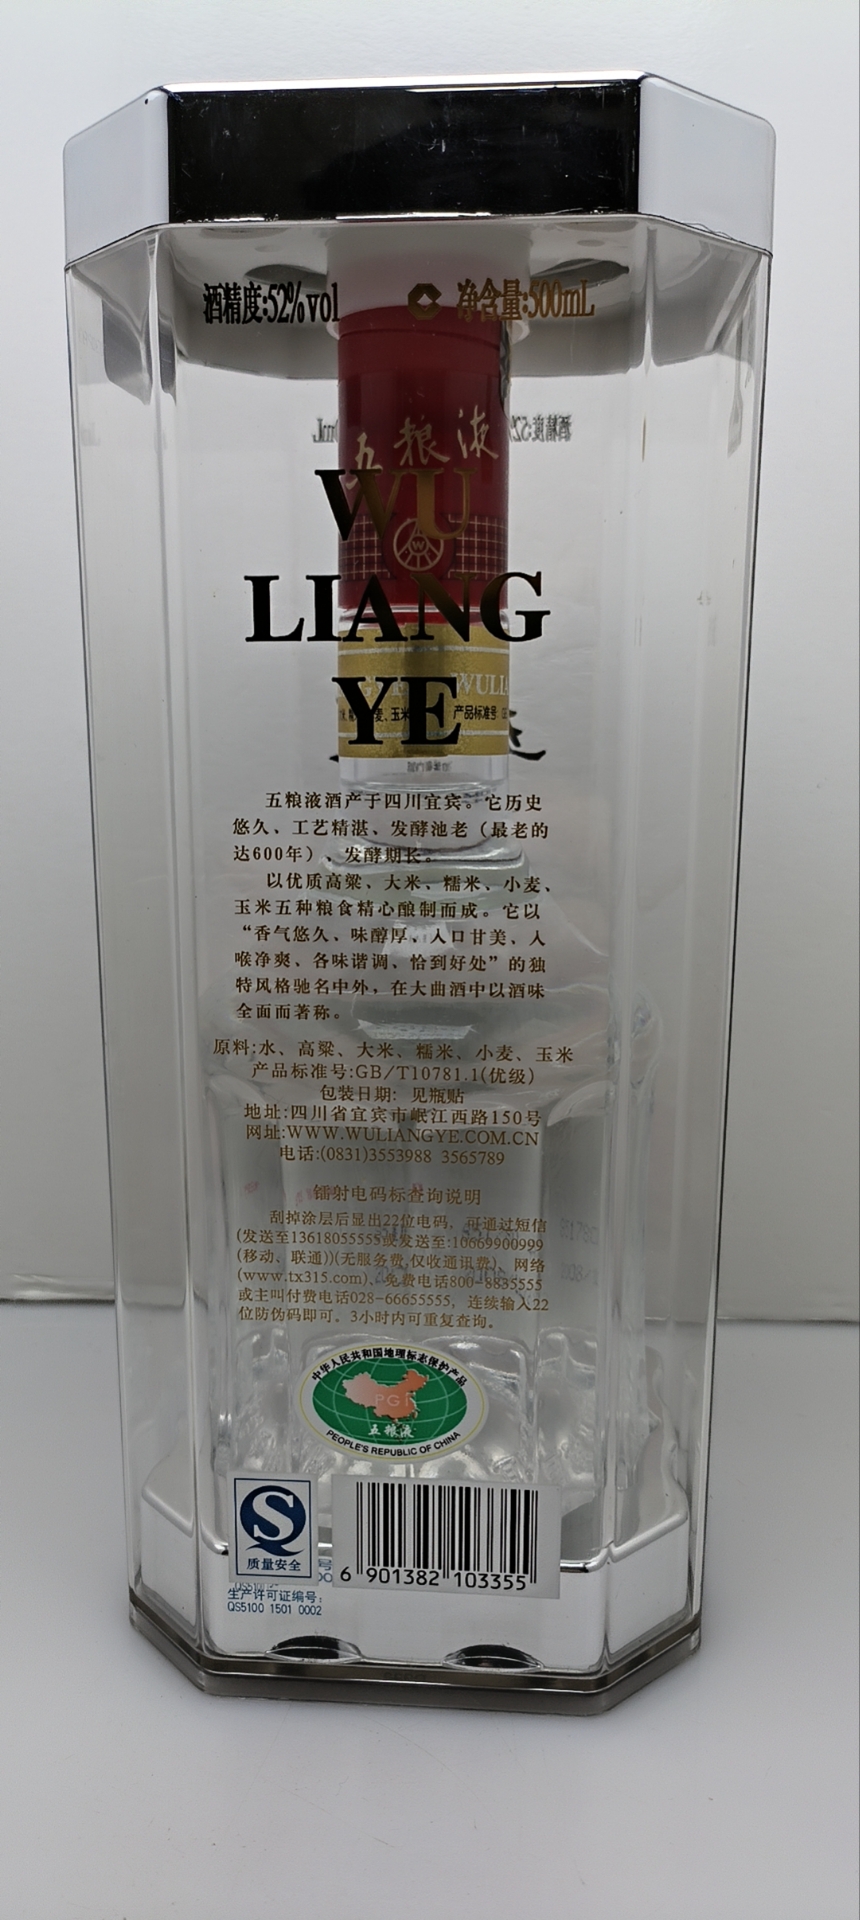 酒精度:52%vol 净含量:500mL
五粮液
WU
LIANG
YE
WULIA
麦、玉米 产品标准号
五粮液酒产于四川宜宾。它历史
悠久、工艺精湛、发酵池老（最老的
达600年）、发酵期长。
以优质高粱、大米、糯米、小麦、
玉米五种粮食精心酿制而成。它以
“香气悠久、味醇厚、入口甘美、入
喉净爽、各味谐调、恰到好处”的独
特风格驰名中外，在大曲酒中以酒味
全面而著称。
原料:水、高粱、大米、糯米、小麦、玉米
产品标准号:GB/T10781.1(优级)
包装日期: 见瓶贴
地址:四川省宜宾市岷江西路150号
网址:WWW.WULIANGYE.COM.CN
电话:(0831)3553988 3565789
镭射电码标查询说明
刮掉涂层后显出22位电码，可通过短信
(发送至13618055555或发送至:10669900999
(移动、联通))(无服务费,仅收通讯费)、网络
(www.tx315.com)、免费电话800-8835555
或主叫付费电话028-66655555，连续输入22
位防伪码即可。3小时内可重复查询。
中华人民共和国地理标志保护产品
PGI
五粮液
PEOPLE'S REPUBLIC OF CHINA
质量安全
生产许可证编号:
QS5100 1501 0002
6 901382 103355